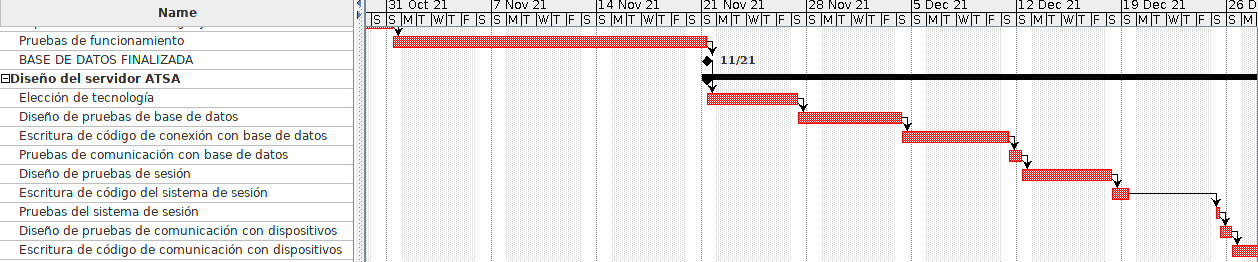 Name
31 Oct 21 7 Nov 21 14 Nov 21 21 Nov 21 28 Nov 21 5 Dec 21 12 Dec 21 19 Dec 21 26 D
S S M T W T F S S M T W T F S S M T W T F S S M T W T F S S M T W T F S S M T W T F S S M T W T F S S M T W T F S S M
Pruebas de funcionamiento
BASE DE DATOS FINALIZADA 11/21
Diseño del servidor ATSA
Elección de tecnología
Diseño de pruebas de base de datos
Escritura de código de conexión con base de datos
Pruebas de comunicación con base de datos
Diseño de pruebas de sesión
Escritura de código del sistema de sesión
Pruebas del sistema de sesión
Diseño de pruebas de comunicación con dispositivos
Escritura de código de comunicación con dispositivos